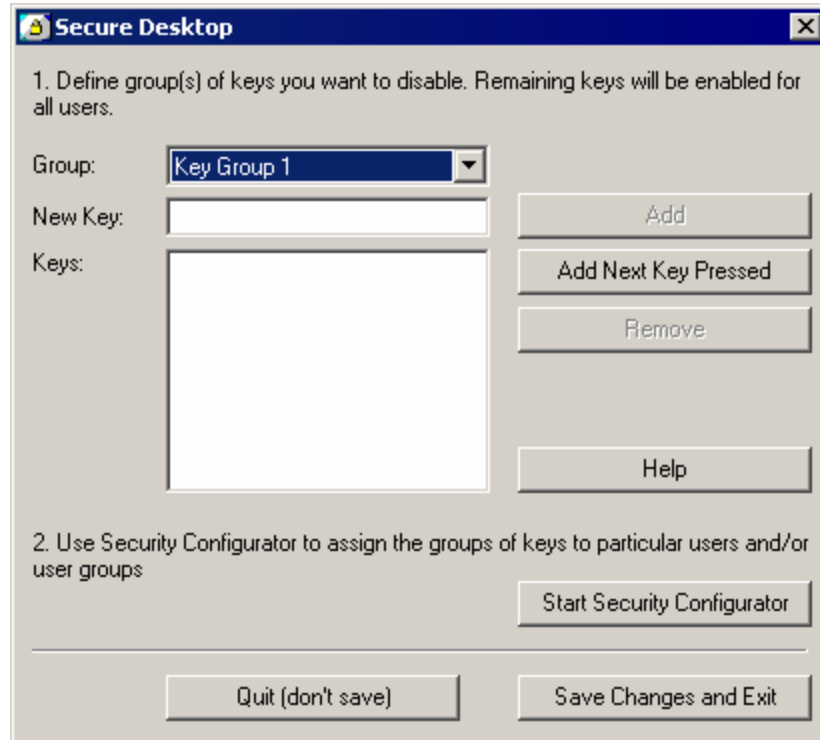 Secure Desktop
1. Define group(s) of keys you want to disable. Remaining keys will be enabled for
all users.
Group:
Key Group 1
New Key:
Add
Keys:
Add Next Key Pressed
Remove
Help
2. Use Security Configurator to assign the groups of keys to particular users and/or
user groups
Start Security Configurator
Quit (don't save)
Save Changes and Exit